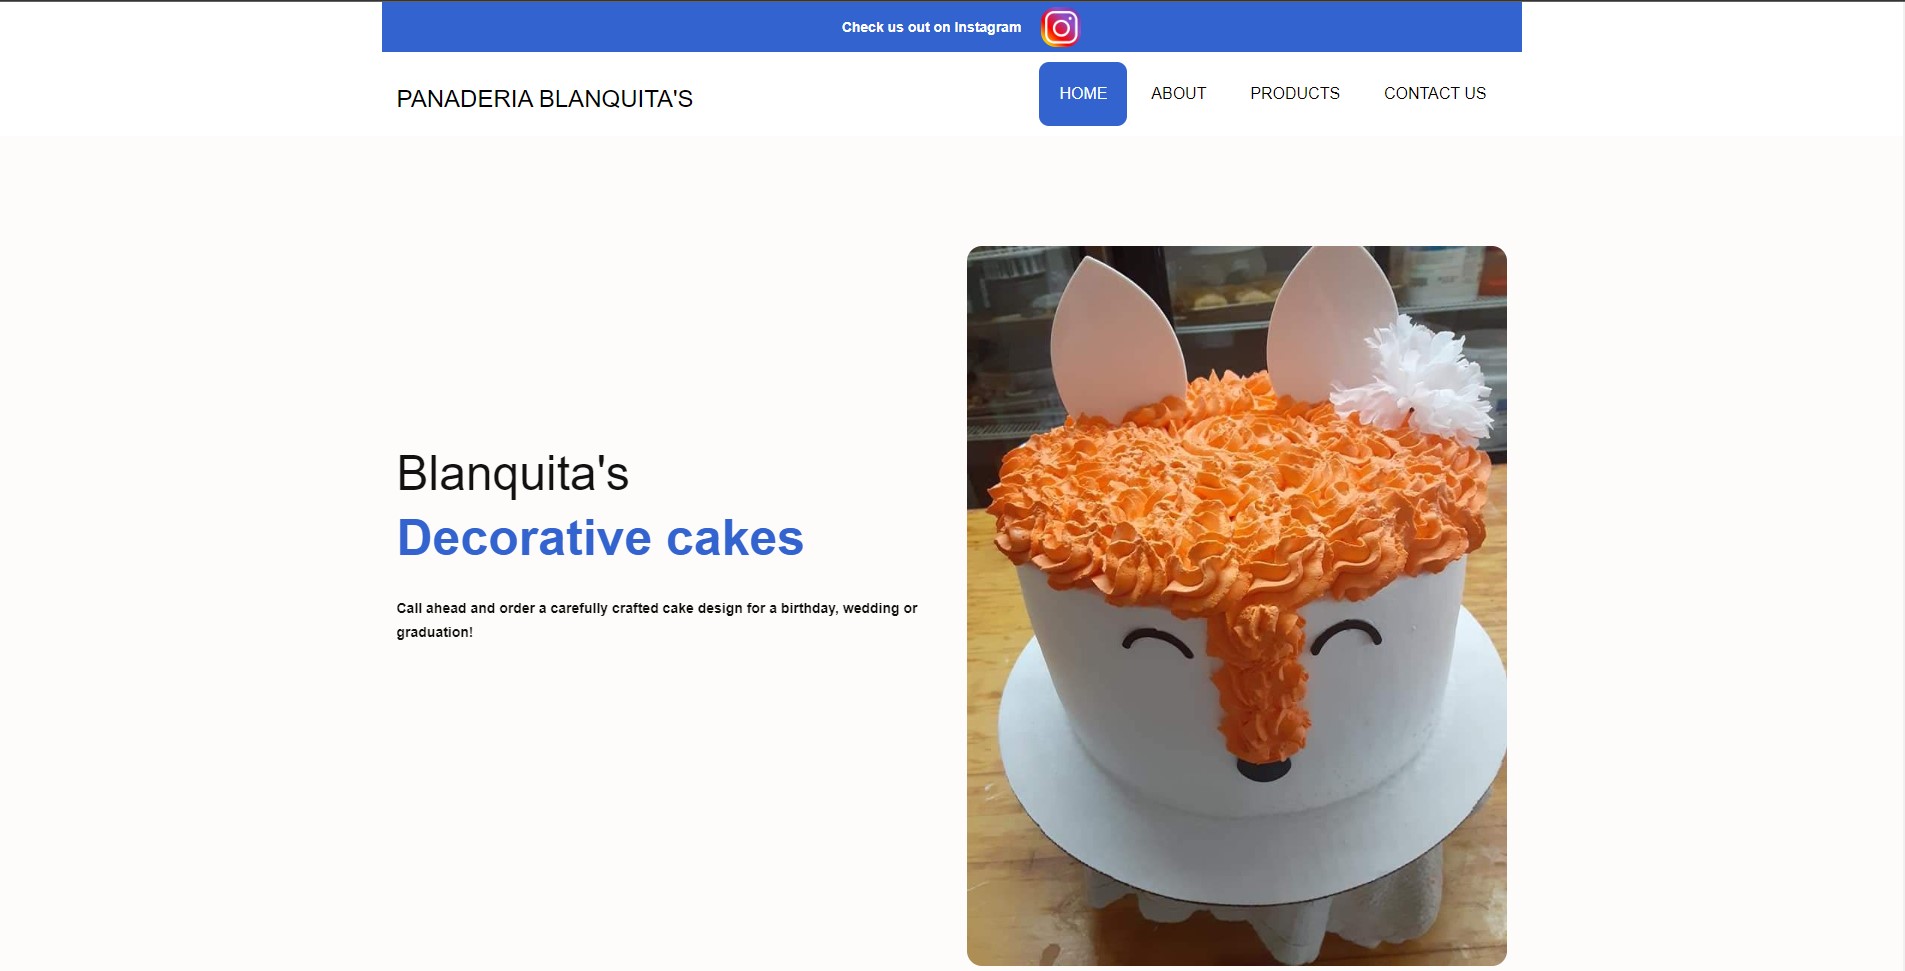 Check us out on Instagram
PANADERIA BLANQUITA'S
HOME
ABOUT
PRODUCTS
CONTACT US
Blanquita's
Decorative cakes
Call ahead and order a carefully crafted cake design for a birthday, wedding or
graduation!